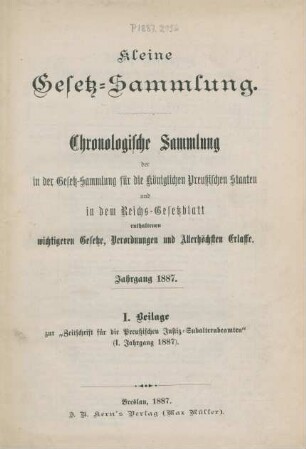 Kleine
Gesetz-Sammlung.
Chronologische Sammlung
der
in der Gesetz-Sammlung für die Königlichen Preußischen Staaten
und
in dem Reichs-Gesetzblatt
enthaltenen
wichtigeren Gesetze, Verordnungen und Allerhöchsten Erlasse.
Jahrgang 1887.
I. Beilage
zur „Zeitschrift für die Preußischen Justiz-Subalternbeamten“
(I. Jahrgang 1887).
Breslau, 1887.
J. U. Kern's Verlag (Max Müller).